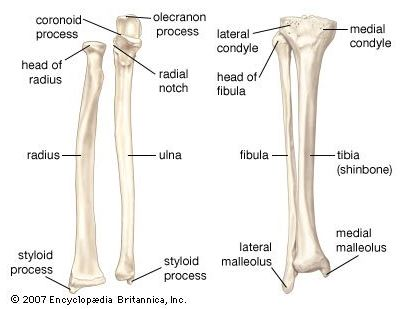 coronoid
process
olecranon
process
head of
radius
radial
notch
radius
ulna
styloid
process
styloid
process
lateral
condyle
medial
condyle
head of
fibula
fibula
tibia
(shinbone)
lateral
malleolus
medial
malleolus
© 2007 Encyclopædia Britannica, Inc.